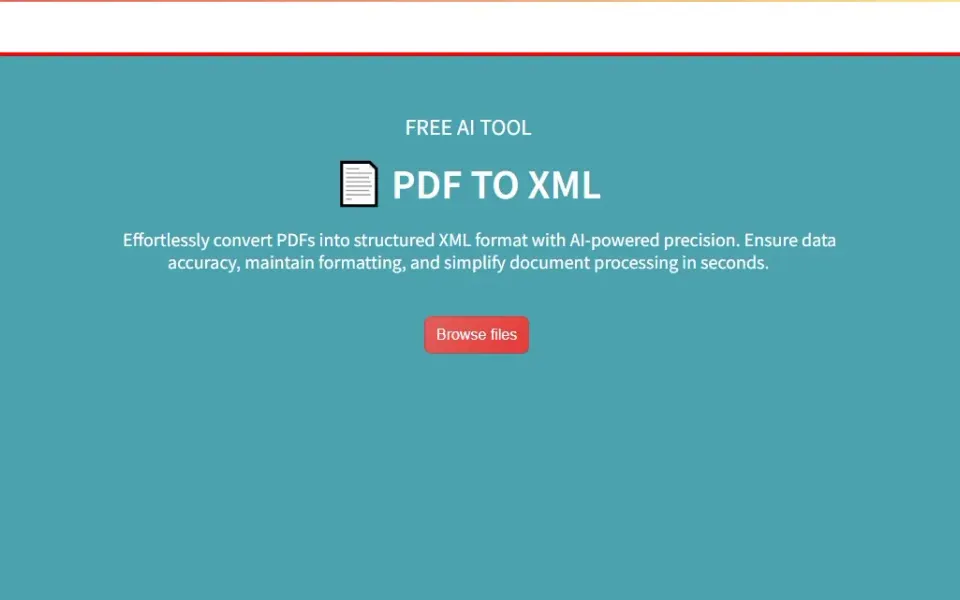 FREE AI TOOL
PDF TO XML
Effortlessly convert PDFs into structured XML format with AI-powered precision. Ensure data
accuracy, maintain formatting, and simplify document processing in seconds.
Browse files